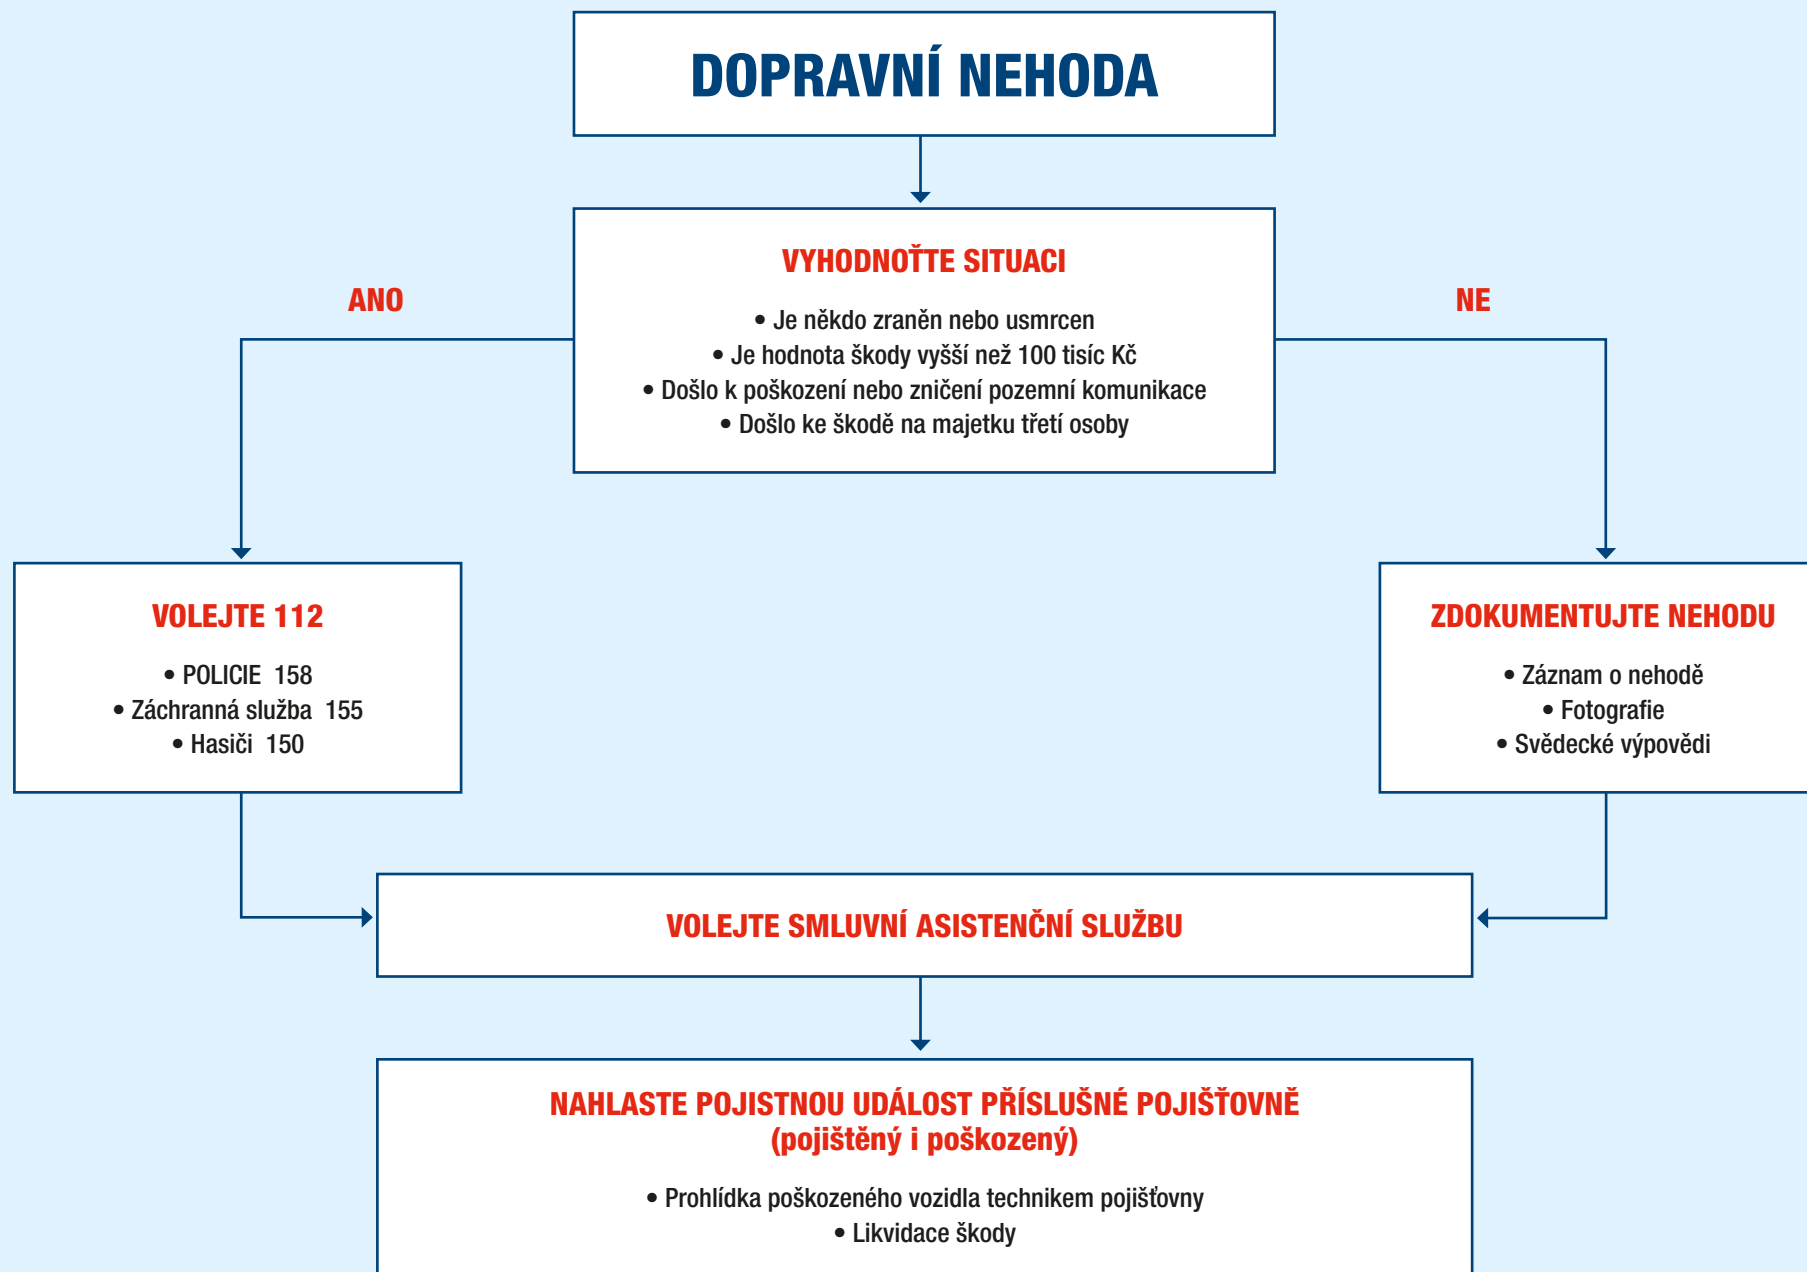 DOPRAVNÍ NEHODA
VYHODNOŤTE SITUACI
• Je někdo zraněn nebo usmrcen
• Je hodnota škody vyšší než 100 tisíc Kč
• Došlo k poškození nebo zničení pozemní komunikace
• Došlo ke škodě na majetku třetí osoby
ANO
NE
VOLEJTE 112
• POLICIE 158
• Záchranná služba 155
• Hasiči 150
ZDOKUMENTUJTE NEHODU
• Záznam o nehodě
• Fotografie
• Svědecké výpovědi
VOLEJTE SMLUVNÍ ASISTENČNÍ SLUŽBU
NAHLASTE POJISTNOU UDÁLOST PŘÍSLUŠNÉ POJIŠŤOVNĚ
(pojištěný i poškozený)
• Prohlídka poškozeného vozidla technikem pojišťovny
• Likvidace škody